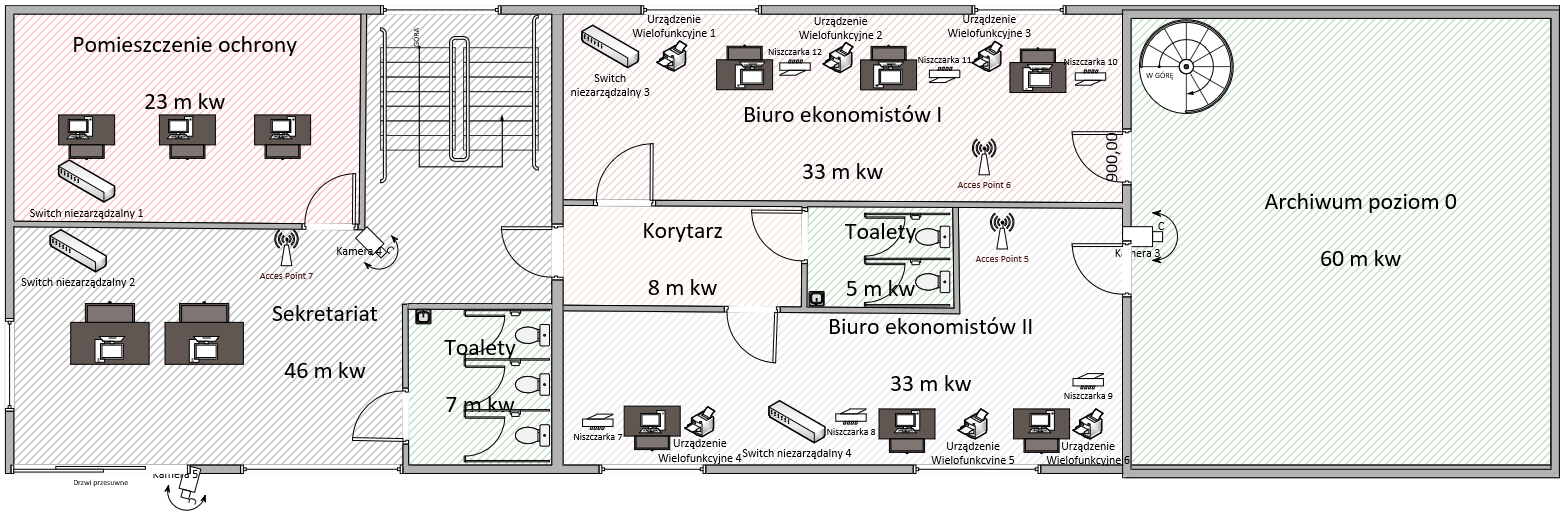 Pomieszczenie ochrony
23 m kw
Switch niezarządzalny 1
GÓRA
Switch
niezarządzalny 3
Urządzenie
Wielofunkcyjne 1
Urządzenie
Wielofunkcyjne 2
Urządzenie
Wielofunkcyjne 3
Niszczarka 12
Niszczarka 11
Niszczarka 10
Biuro ekonomistów I
33 m kw
Acces Point 6
900,00
W GÓRĘ
Archiwum poziom 0
60 m kw
Switch niezarządzalny 2
Acces Point 7
Kamera 4
Sekretariat
46 m kw
Toalety
7 m kw
Korytarz
8 m kw
Toalety
5 m kw
Acces Point 5
Kamera 3
Biuro ekonomistów II
33 m kw
Niszczarka 7
Urządzenie
Wielofunkcyjne 4
Switch niezarządzalny 4
Niszczarka 8
Urządzenie
Wielofunkcyjne 5
Niszczarka 9
Urządzenie
Wielofunkcyjne 6
Drzwi przesuwne